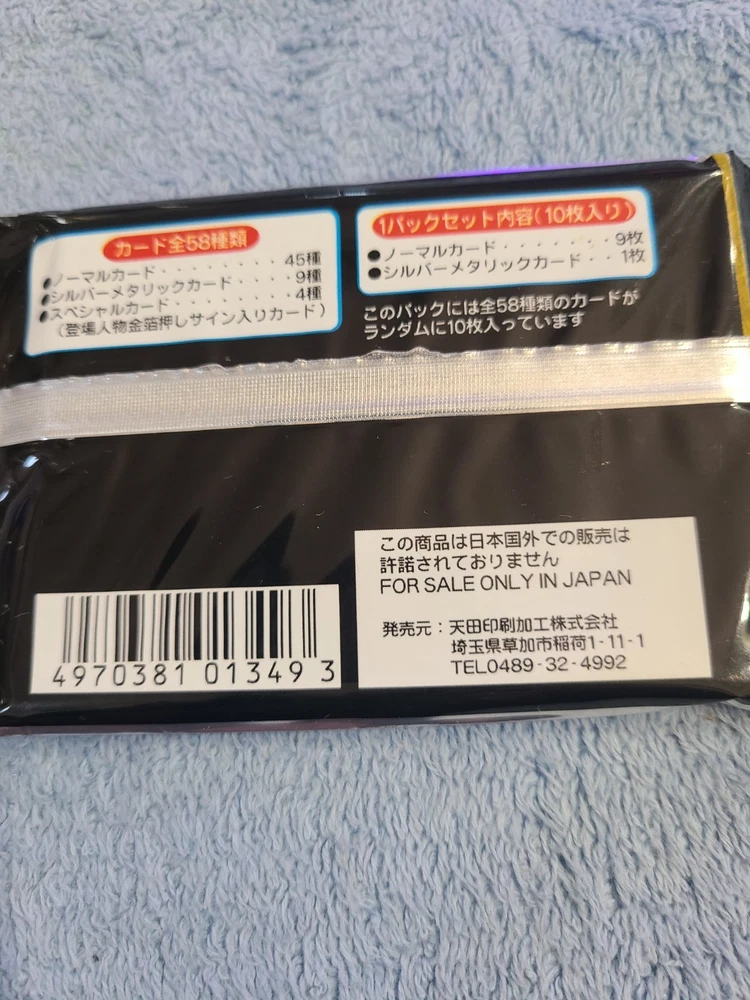 カード全58種類
●ノーマルカード・・・・・・・・45種
●シルバーメタリックカード・・・9種
●スペシャルカード・・・・・・・4種
（登場人物金箔押しサイン入りカード）
1パックセット内容（10枚入り）
●ノーマルカード・・・・・・・9枚
●シルバーメタリックカード・・1枚
このパックには全58種類のカードが
ランダムに10枚入っています
この商品は日本国外での販売は
許諾されておりません
FOR SALE ONLY IN JAPAN
発売元：天田印刷加工株式会社
埼玉県草加市稲荷1-11-1
TEL0489-32-4992
4970381 013493